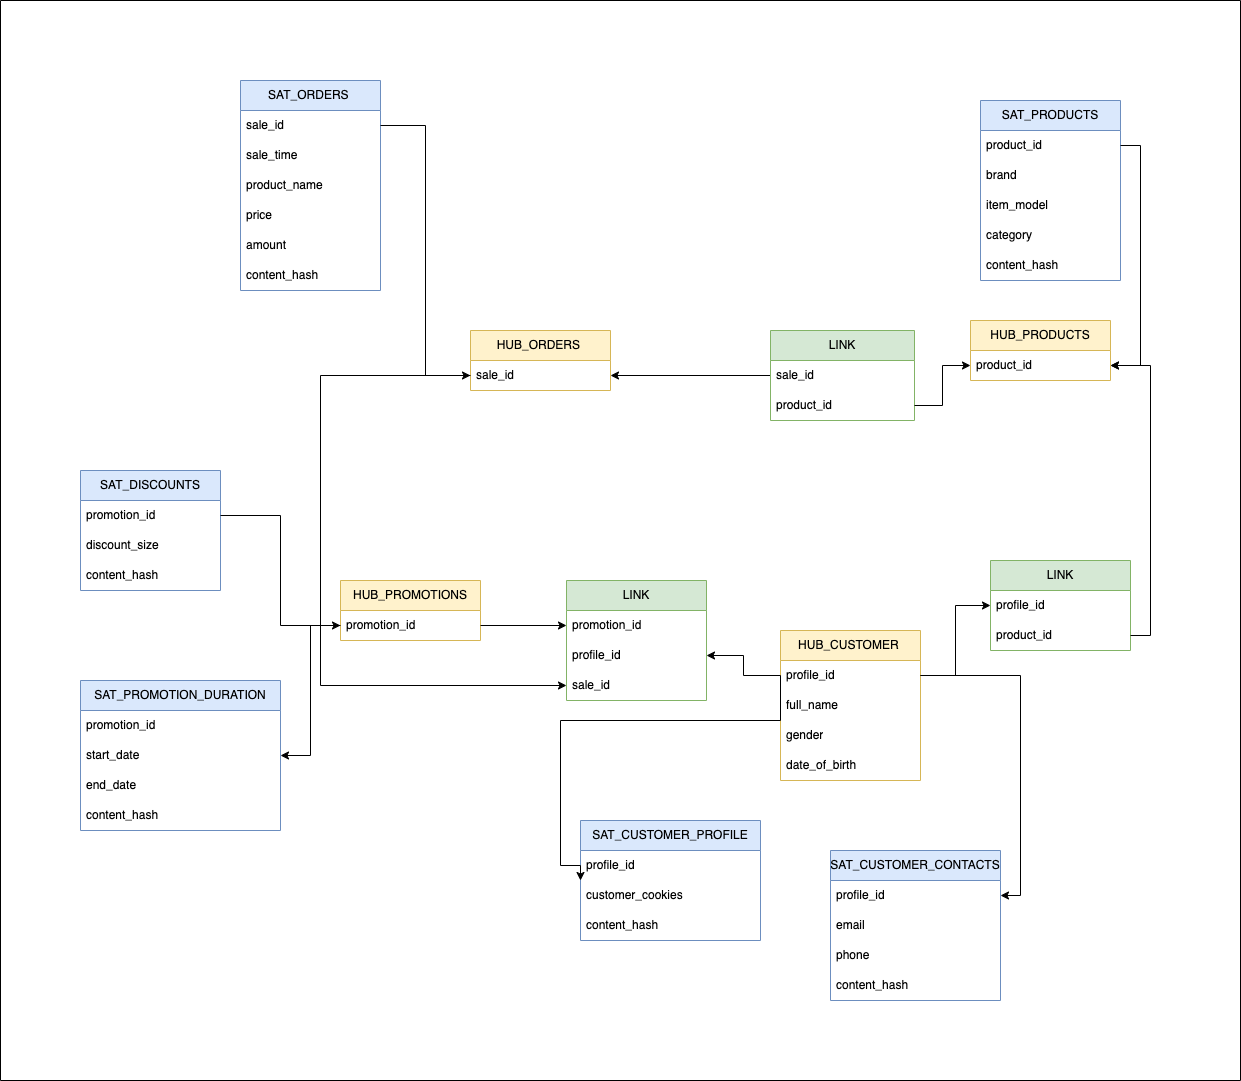 SAT_ORDERS
sale_id
sale_time
product_name
price
amount
content_hash
SAT_PRODUCTS
product_id
brand
item_model
category
content_hash
HUB_ORDERS
sale_id
LINK
sale_id
product_id
HUB_PRODUCTS
product_id
SAT_DISCOUNTS
promotion_id
discount_size
content_hash
HUB_PROMOTIONS
promotion_id
LINK
promotion_id
profile_id
sale_id
LINK
profile_id
product_id
HUB_CUSTOMER
profile_id
full_name
gender
date_of_birth
SAT_PROMOTION_DURATION
promotion_id
start_date
end_date
content_hash
SAT_CUSTOMER_PROFILE
profile_id
customer_cookies
content_hash
SAT_CUSTOMER_CONTACTS
profile_id
email
phone
content_hash